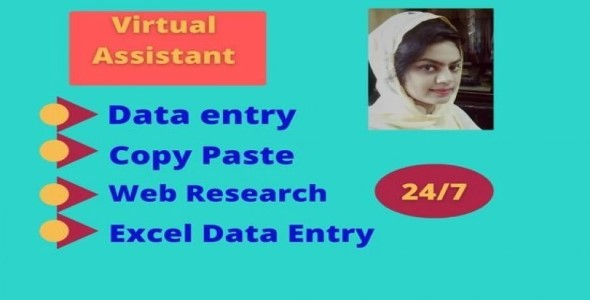 Virtual
Assistant
Data entry
Copy Paste
Web Research
24/7
Excel Data Entry